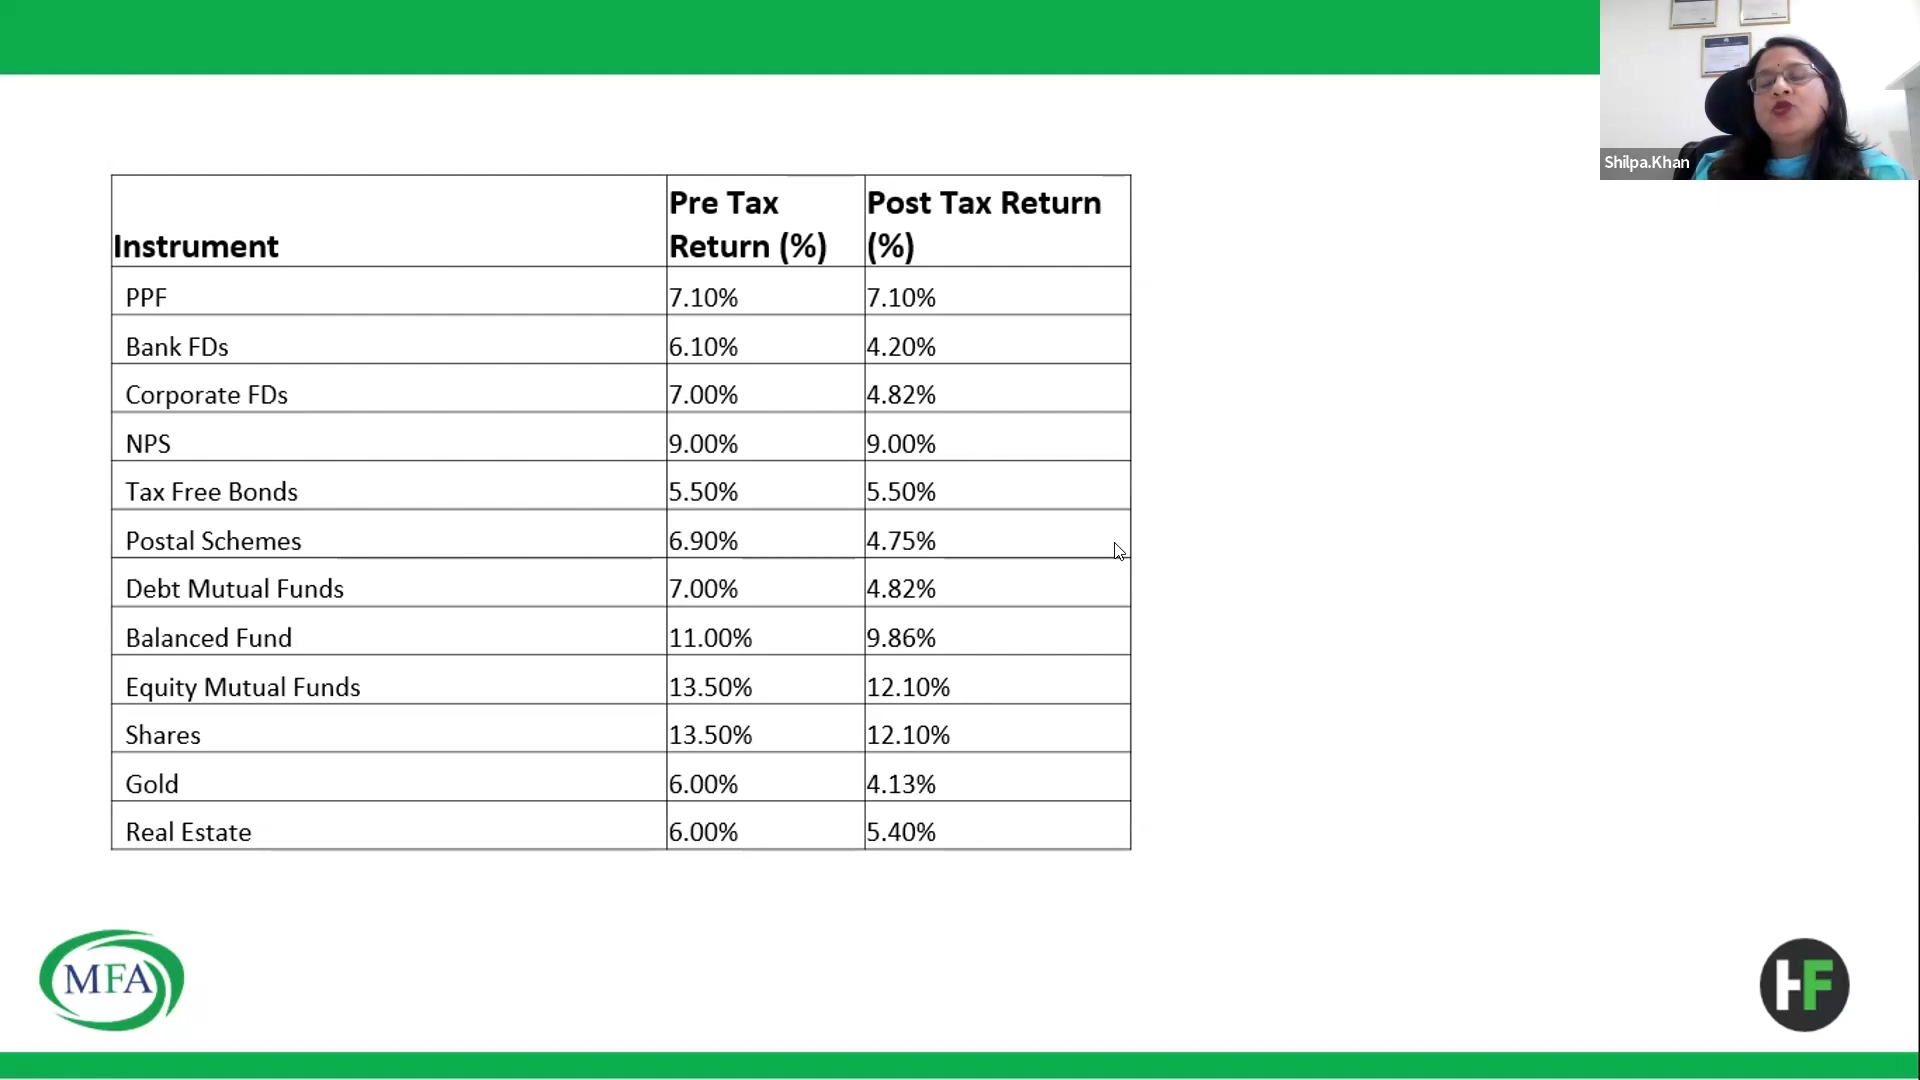 Shilpa.Khan
Instrument Pre Tax Return (%) Post Tax Return (%)
PPF 7.10% 7.10%
Bank FDs 6.10% 4.20%
Corporate FDs 7.00% 4.82%
NPS 9.00% 9.00%
Tax Free Bonds 5.50% 5.50%
Postal Schemes 6.90% 4.75%
Debt Mutual Funds 7.00% 4.82%
Balanced Fund 11.00% 9.86%
Equity Mutual Funds 13.50% 12.10%
Shares 13.50% 12.10%
Gold 6.00% 4.13%
Real Estate 6.00% 5.40%
MFA
HF